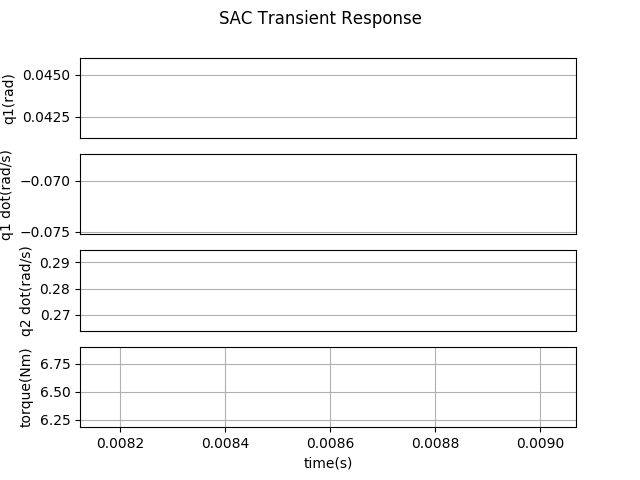 SAC Transient Response
q1(rad)
0.0450
0.0425
q1 dot(rad/s)
−0.070
−0.075
q2 dot(rad/s)
0.29
0.28
0.27
torque(Nm)
6.75
6.50
6.25
0.0082 0.0084 0.0086 0.0088 0.0090
time(s)